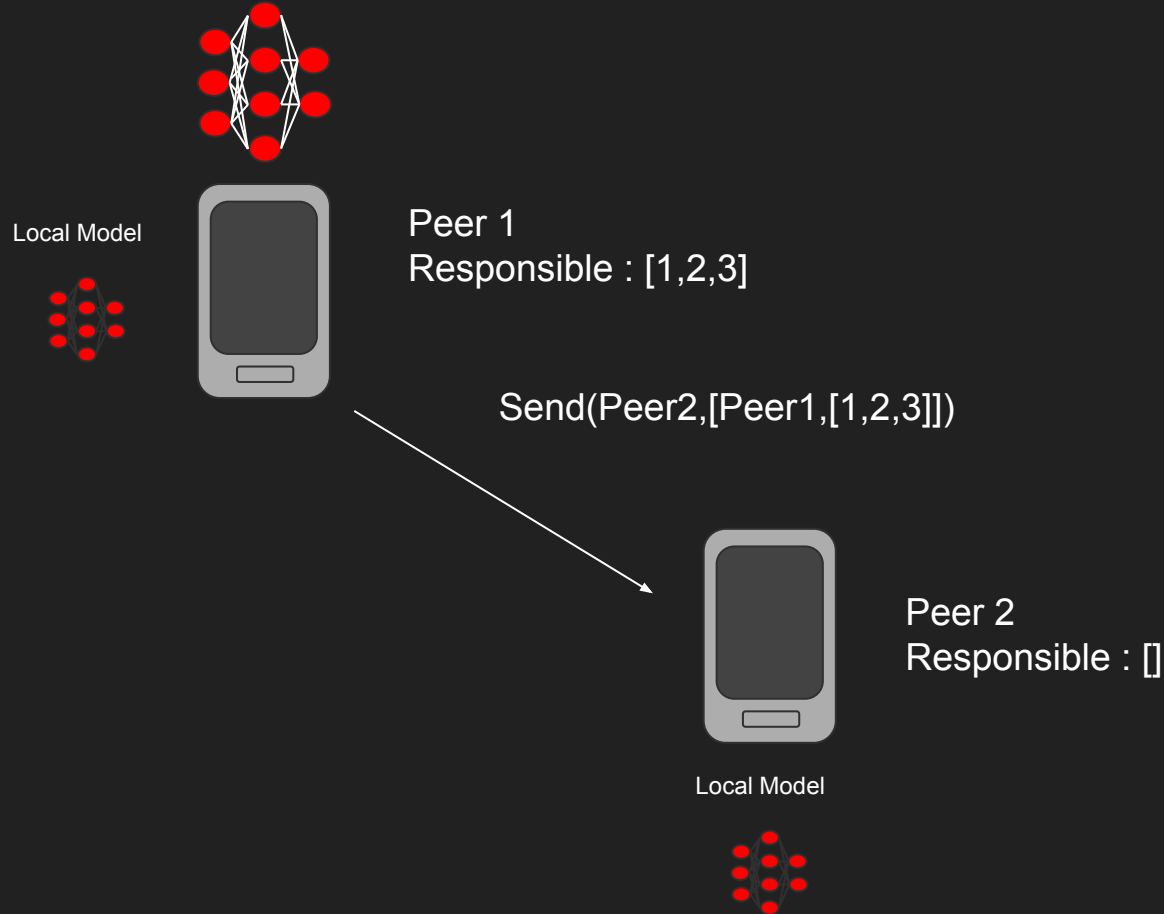 Local Model
Peer 1
Responsible : [1,2,3]
Send(Peer2,[Peer1,[1,2,3]])
Peer 2
Responsible : []
Local Model